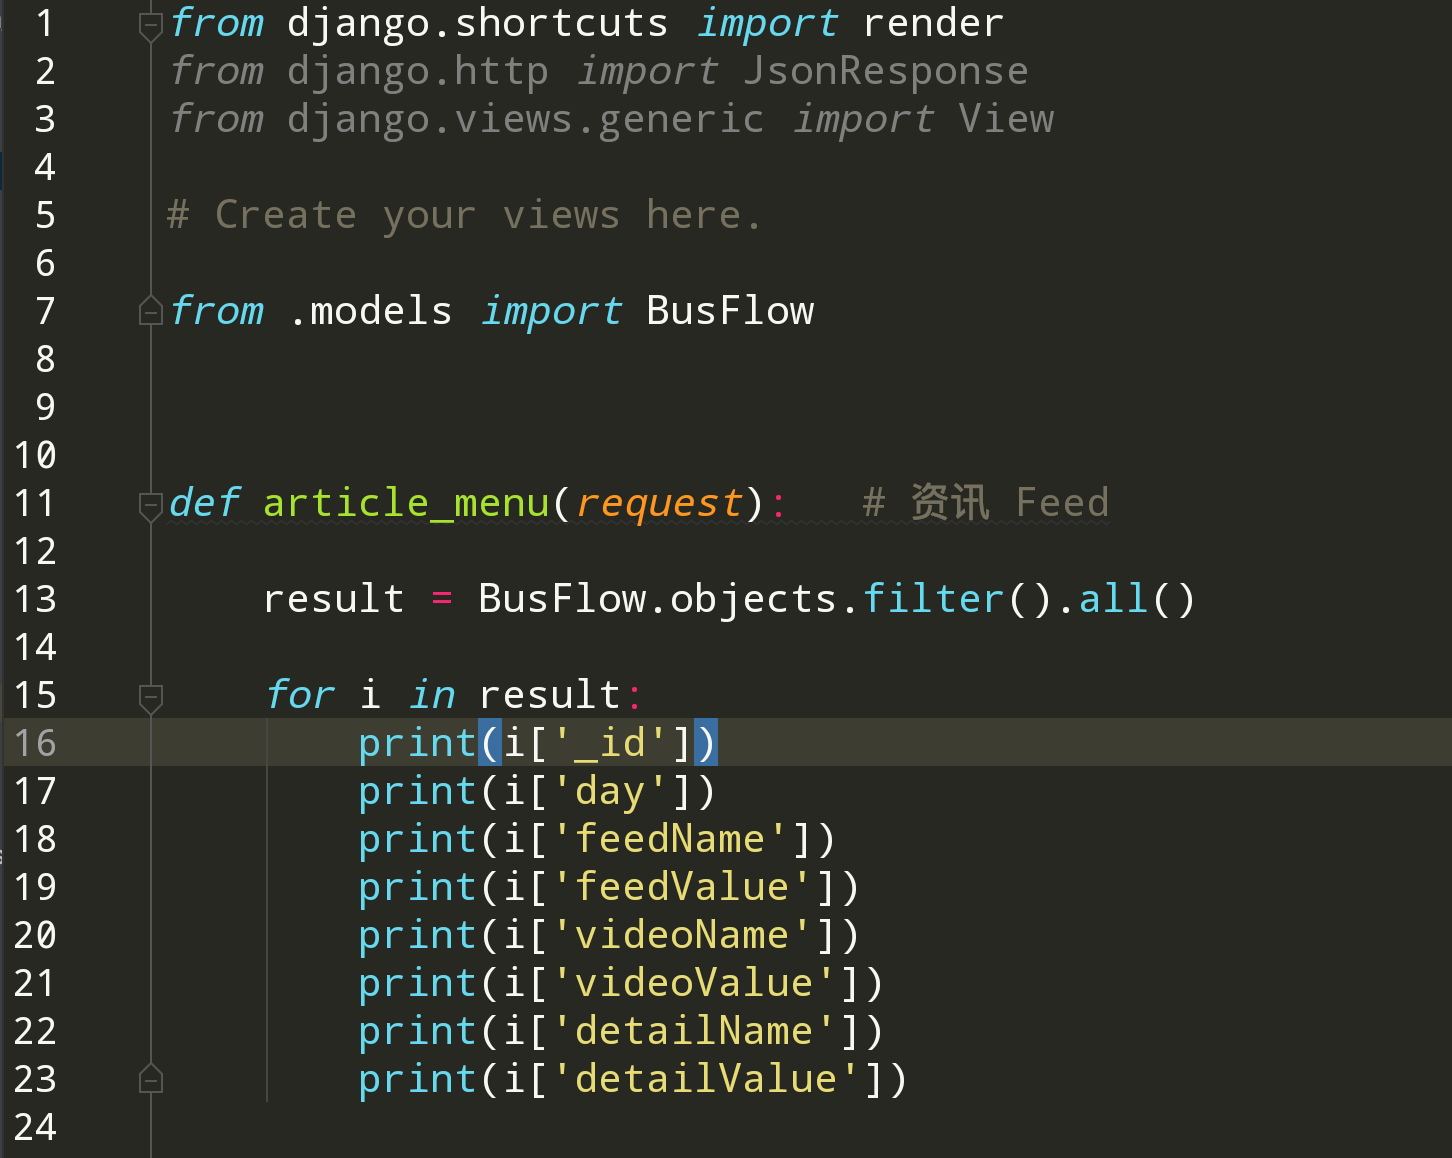 1 from django.shortcuts import render
2 from django.http import JsonResponse
3 from django.views.generic import View
4
5 # Create your views here.
6
7 from .models import BusFlow
8
9
10
11 def article_menu(request):   # 资讯 Feed
12
13     result = BusFlow.objects.filter().all()
14
15     for i in result:
16         print(i['_id'])
17         print(i['day'])
18         print(i['feedName'])
19         print(i['feedValue'])
20         print(i['videoName'])
21         print(i['videoValue'])
22         print(i['detailName'])
23         print(i['detailValue'])
24